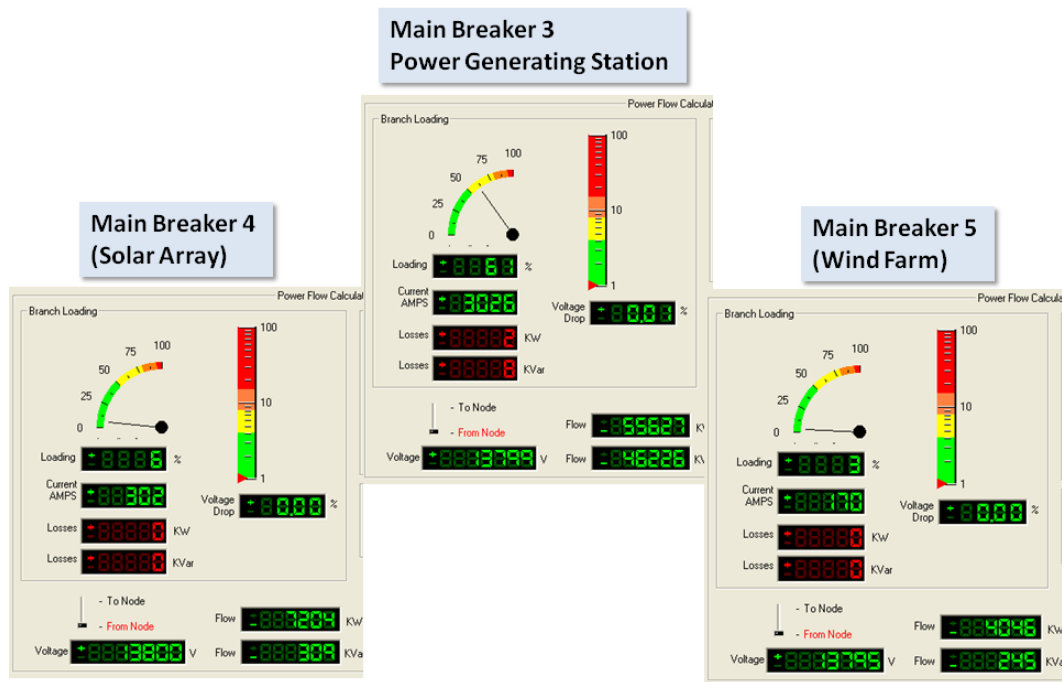 Main Breaker 3
Power Generating Station
Power Flow Calcula
Branch Loading
0 25 50 75 100
100
10
1
Loading 61 %
Current AMPS 3026
Voltage Drop 0.01 %
Losses 2 KW
Losses 8 KVar
- To Node
- From Node
Voltage 13799 V
Flow -55627 KV
Flow -46226 KV
Main Breaker 4
(Solar Array)
Power Flow Calcula
Branch Loading
0 25 50 75 100
100
10
1
Loading 6 %
Current AMPS 302
Voltage Drop 0.00 %
Losses 0 KW
Losses 0 KVar
- To Node
- From Node
Voltage 13800 V
Flow -7204 KW
Flow -309 KVa
Main Breaker 5
(Wind Farm)
Power Flow Calcula
Branch Loading
0 25 50 75 100
100
10
1
Loading 3 %
Current AMPS 170
Voltage Drop 0.00 %
Losses 0 KW
Losses 0 KVar
- To Node
- From Node
Voltage 13795 V
Flow -4046 KW
Flow -245 KVar